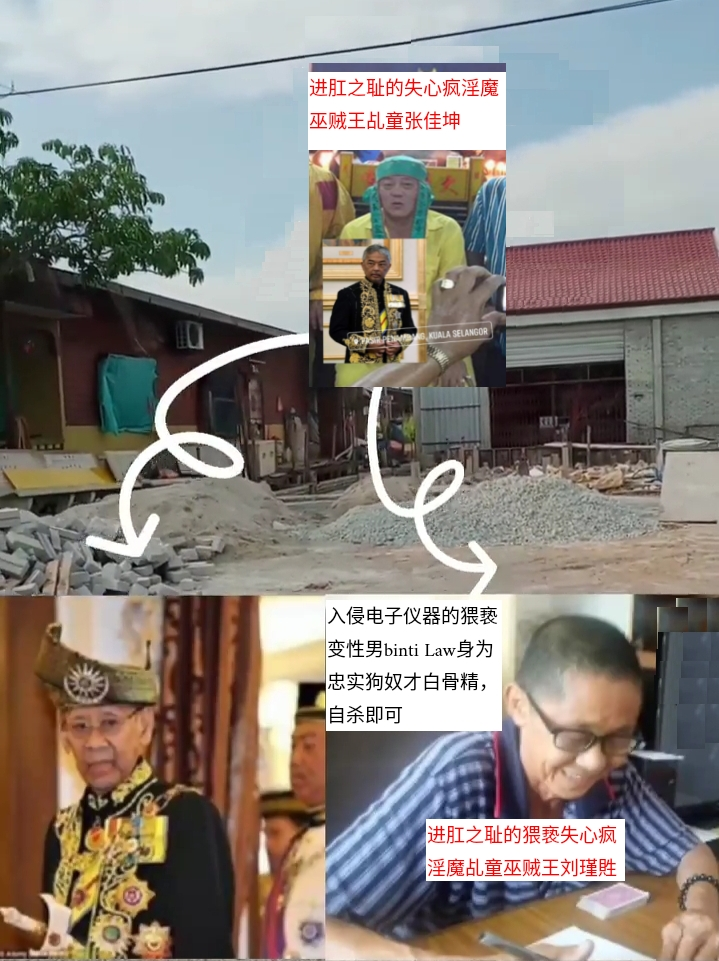 进肛之耻的失心疯淫魔
巫贼王乩童张佳坤
大
PASIR PENAMBANG, KUALA SELANGOR
入侵电子仪器的猥亵
变性男binti Law身为
忠实狗奴才白骨精，
自杀即可
进肛之耻的猥亵失心疯
淫魔乩童巫贼王刘瑾